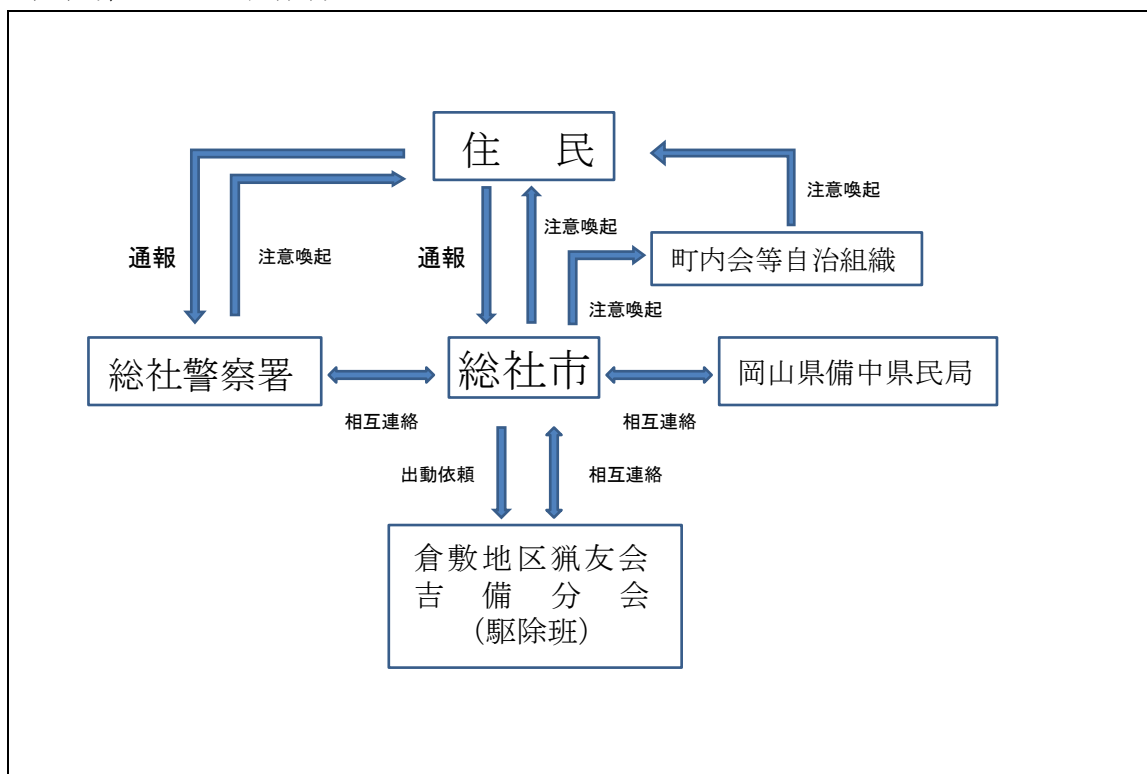 住　民
注意喚起
通報
注意喚起
通報
注意喚起
町内会等自治組織
注意喚起
総社警察署
総社市
岡山県備中県民局
相互連絡
相互連絡
出動依頼
相互連絡
倉敷地区猟友会
吉備分会
（駆除班）